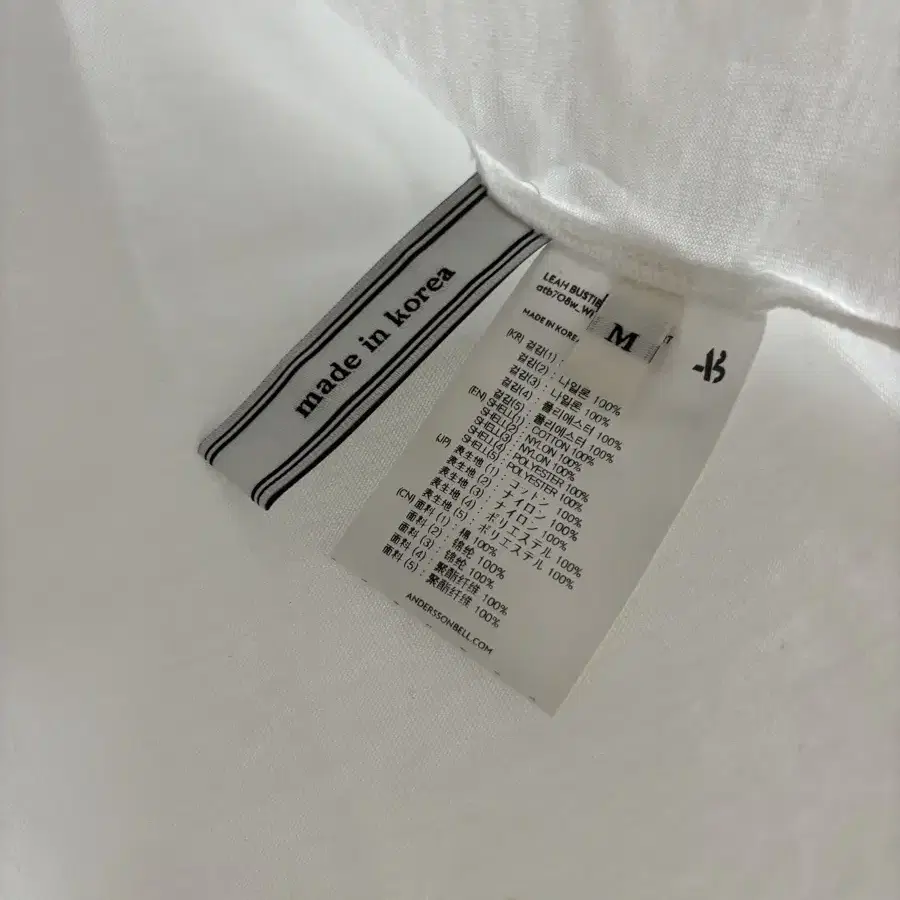 made in korea
LEAH BUSTIE
atb708w_W
M
MADE IN KOREA
(KR) 겉감(1) :
겉감(2) : 나일론 100%
겉감(3) : 나일론 100%
겉감(4) : 폴리에스터 100%
겉감(5) : 폴리에스터 100%
(EN) SHELL(1) : COTTON 100%
SHELL(2) : NYLON 100%
SHELL(3) : NYLON 100%
SHELL(4) : POLYESTER 100%
SHELL(5) : POLYESTER 100%
(JP) 表生地 (1) : コットン 100%
表生地 (2) : ナイロン 100%
表生地 (3) : ナイロン 100%
表生地 (4) : ポリエステル 100%
表生地 (5) : ポリエステル 100%
(CN) 面料 (1) : 棉 100%
面料 (2) : 锦纶 100%
面料 (3) : 锦纶 100%
面料 (4) : 聚酯纤维 100%
面料 (5) : 聚酯纤维 100%
ANDERSSONBELL.COM